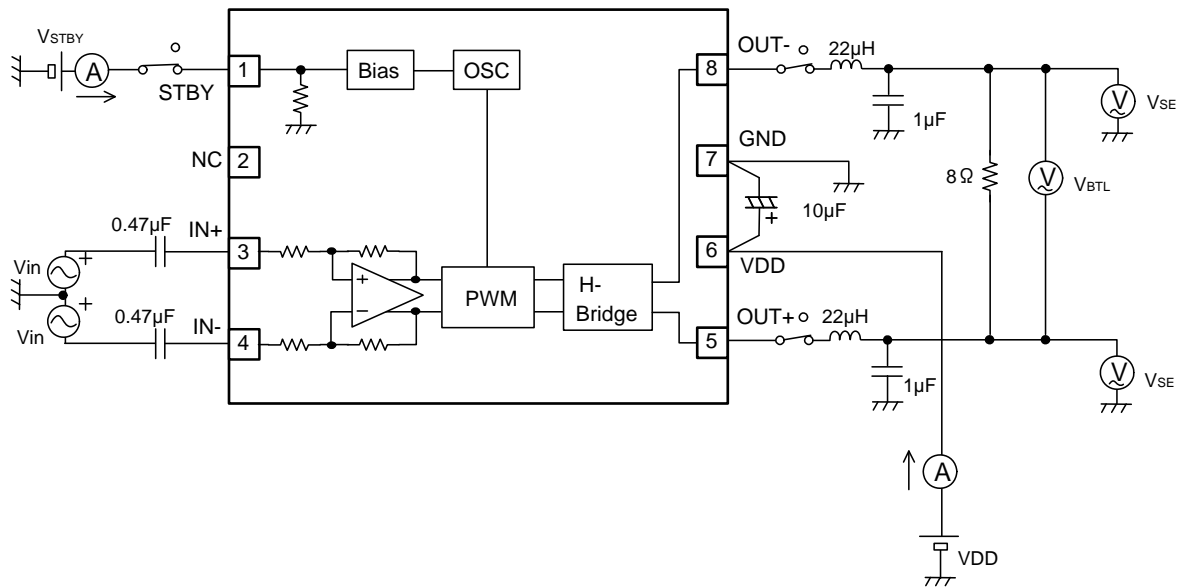 VSTBY
A
STBY
1
Bias
OSC
8
OUT-
22µH
1µF
V
VSE
NC
2
7
GND
10µF
+
8Ω
V
VBTL
0.47µF
IN+
3
Vin
+
+
PWM
H-
Bridge
6
VDD
+
Vin
0.47µF
IN-
4
−
5
OUT+
22µH
1µF
V
VSE
A
VDD